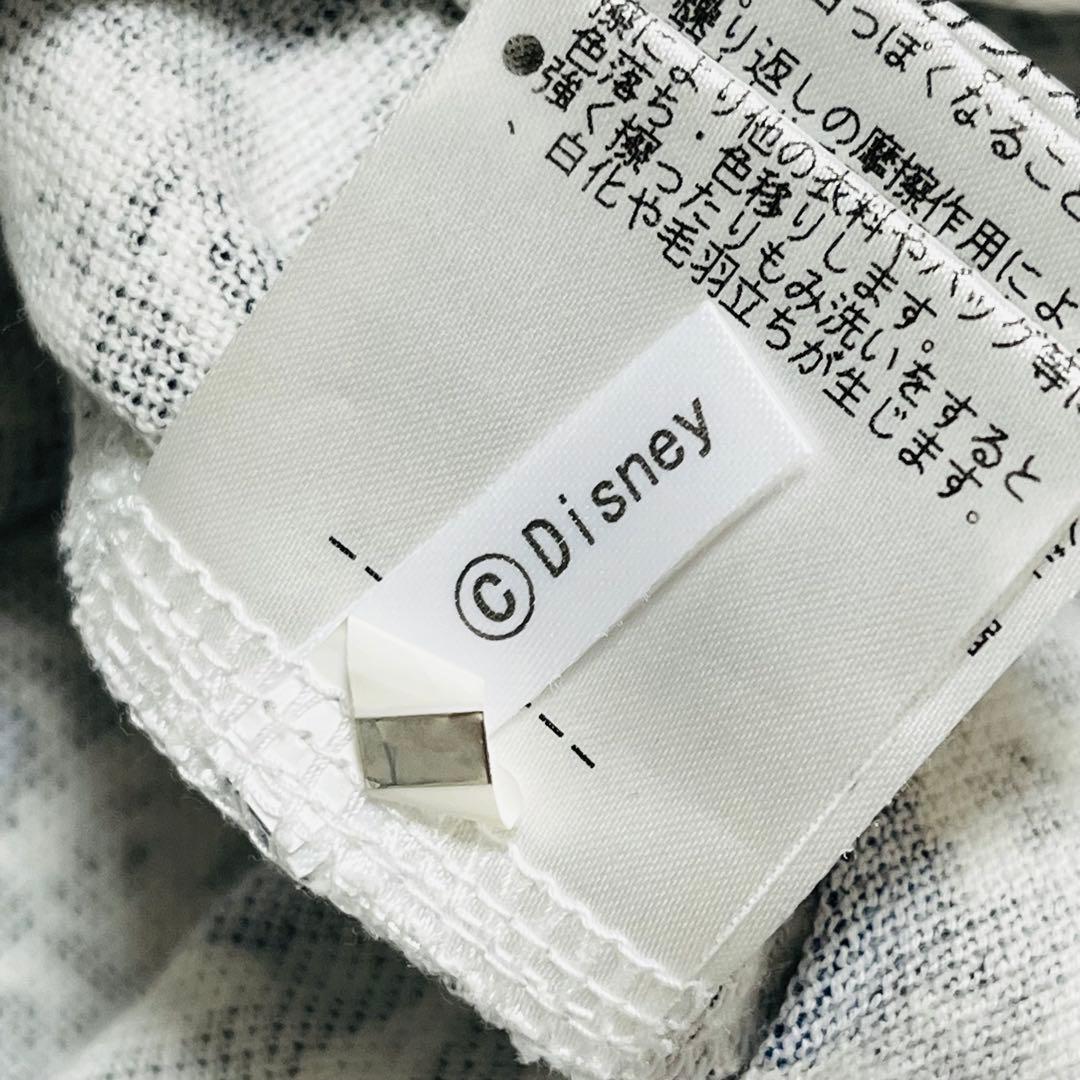 白っぽくなること
繰り返しの摩擦作用によ
擦により他の衣料やバッグ等に
色落ち・色移りします。
強く擦ったりもみ洗いをすると
、白化や毛羽立ちが生じます。
©Disney